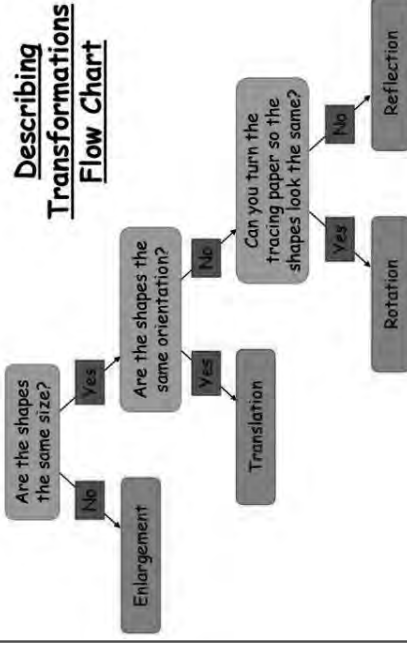 Describing
Transformations
Flow Chart
Are the shapes
the same size?
No
Yes
Enlargement
Are the shapes the
same orientation?
Yes
No
Translation
Can you turn the
tracing paper so the
shapes look the same?
Yes
No
Rotation
Reflection